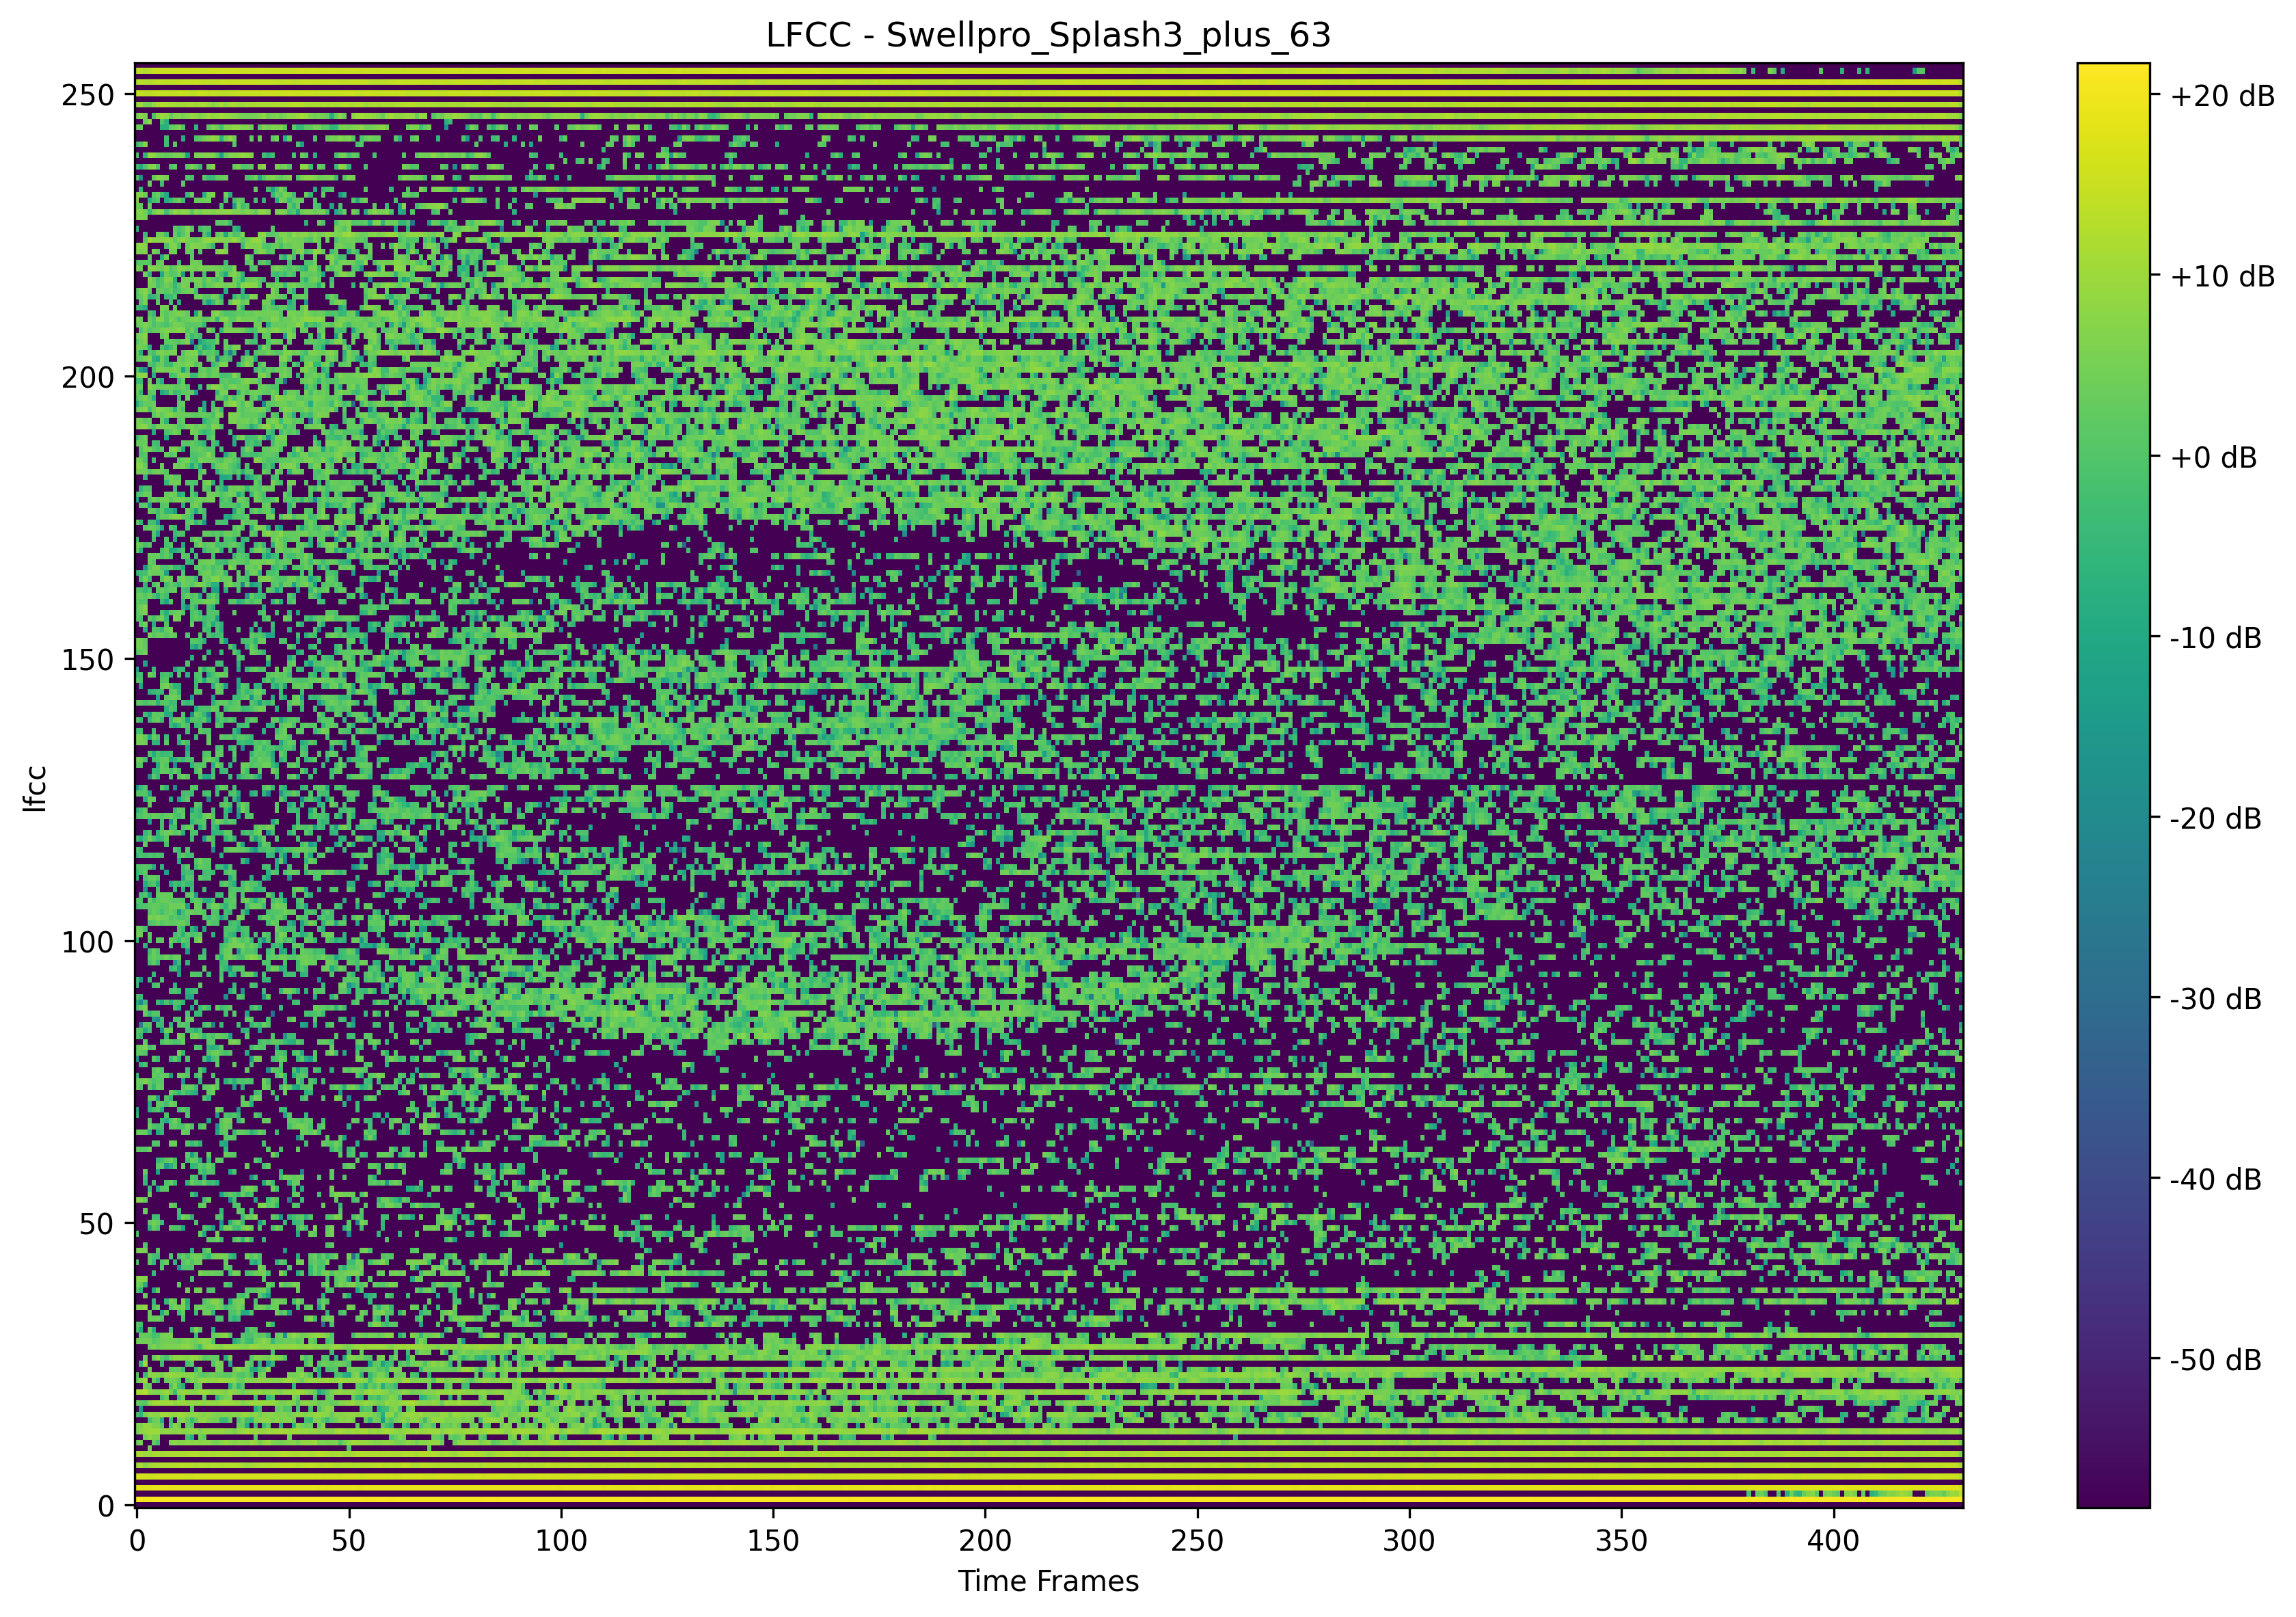 LFCC - Swellpro_Splash3_plus_63
250
200
150
100
50
0
lfcc
0 50 100 150 200 250 300 350 400
Time Frames
+20 dB
+10 dB
+0 dB
-10 dB
-20 dB
-30 dB
-40 dB
-50 dB